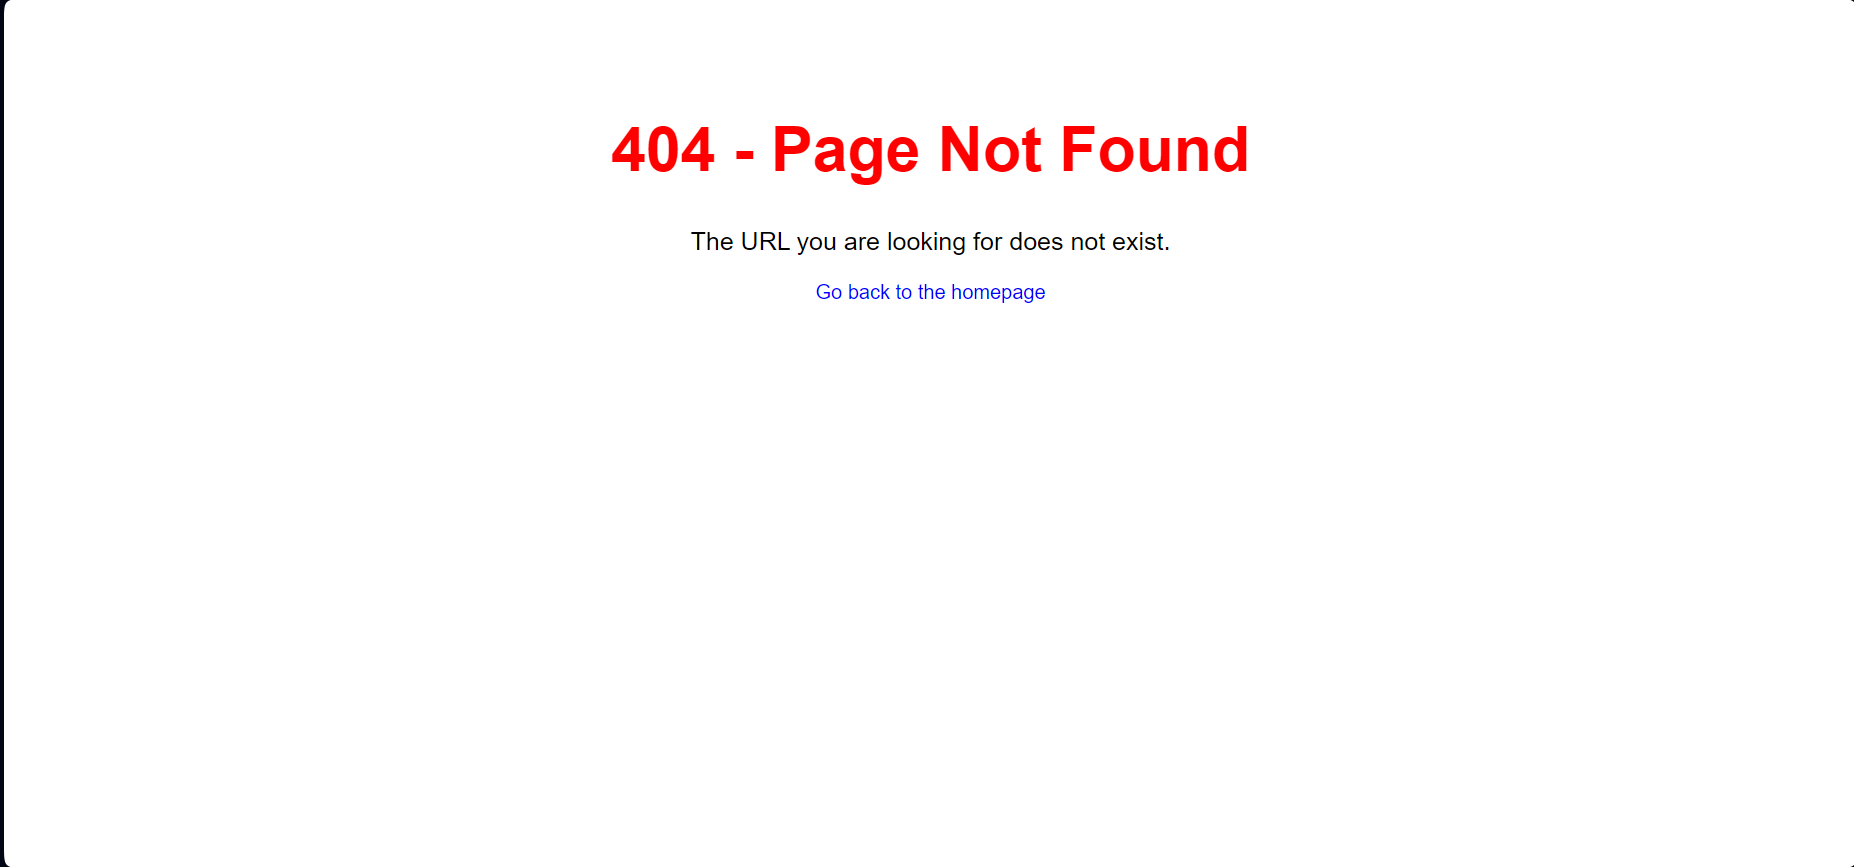 404 - Page Not Found
The URL you are looking for does not exist.
Go back to the homepage